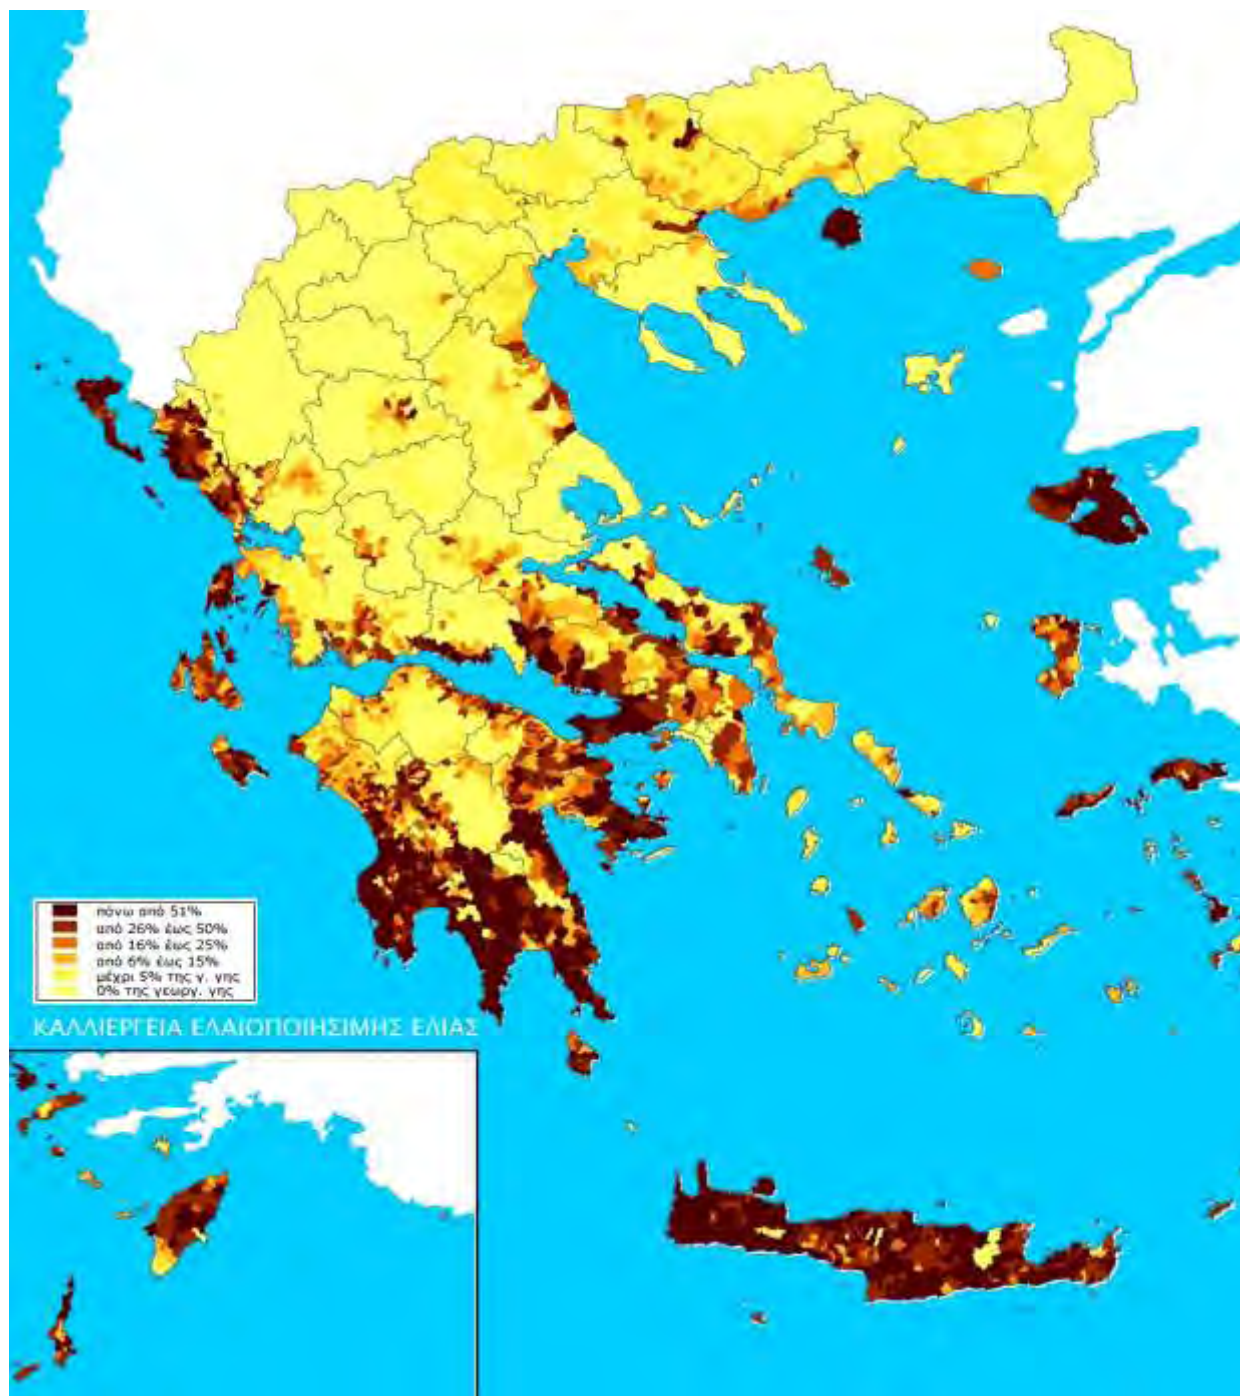 πάνω από 51%
από 26% έως 50%
από 16% έως 25%
από 6% έως 15%
μέχρι 5% της γ. γης
0% της γεωργ. γης
ΚΑΛΛΙΕΡΓΕΙΑ ΕΛΑΙΟΠΟΙΗΣΙΜΗΣ ΕΛΙΑΣ